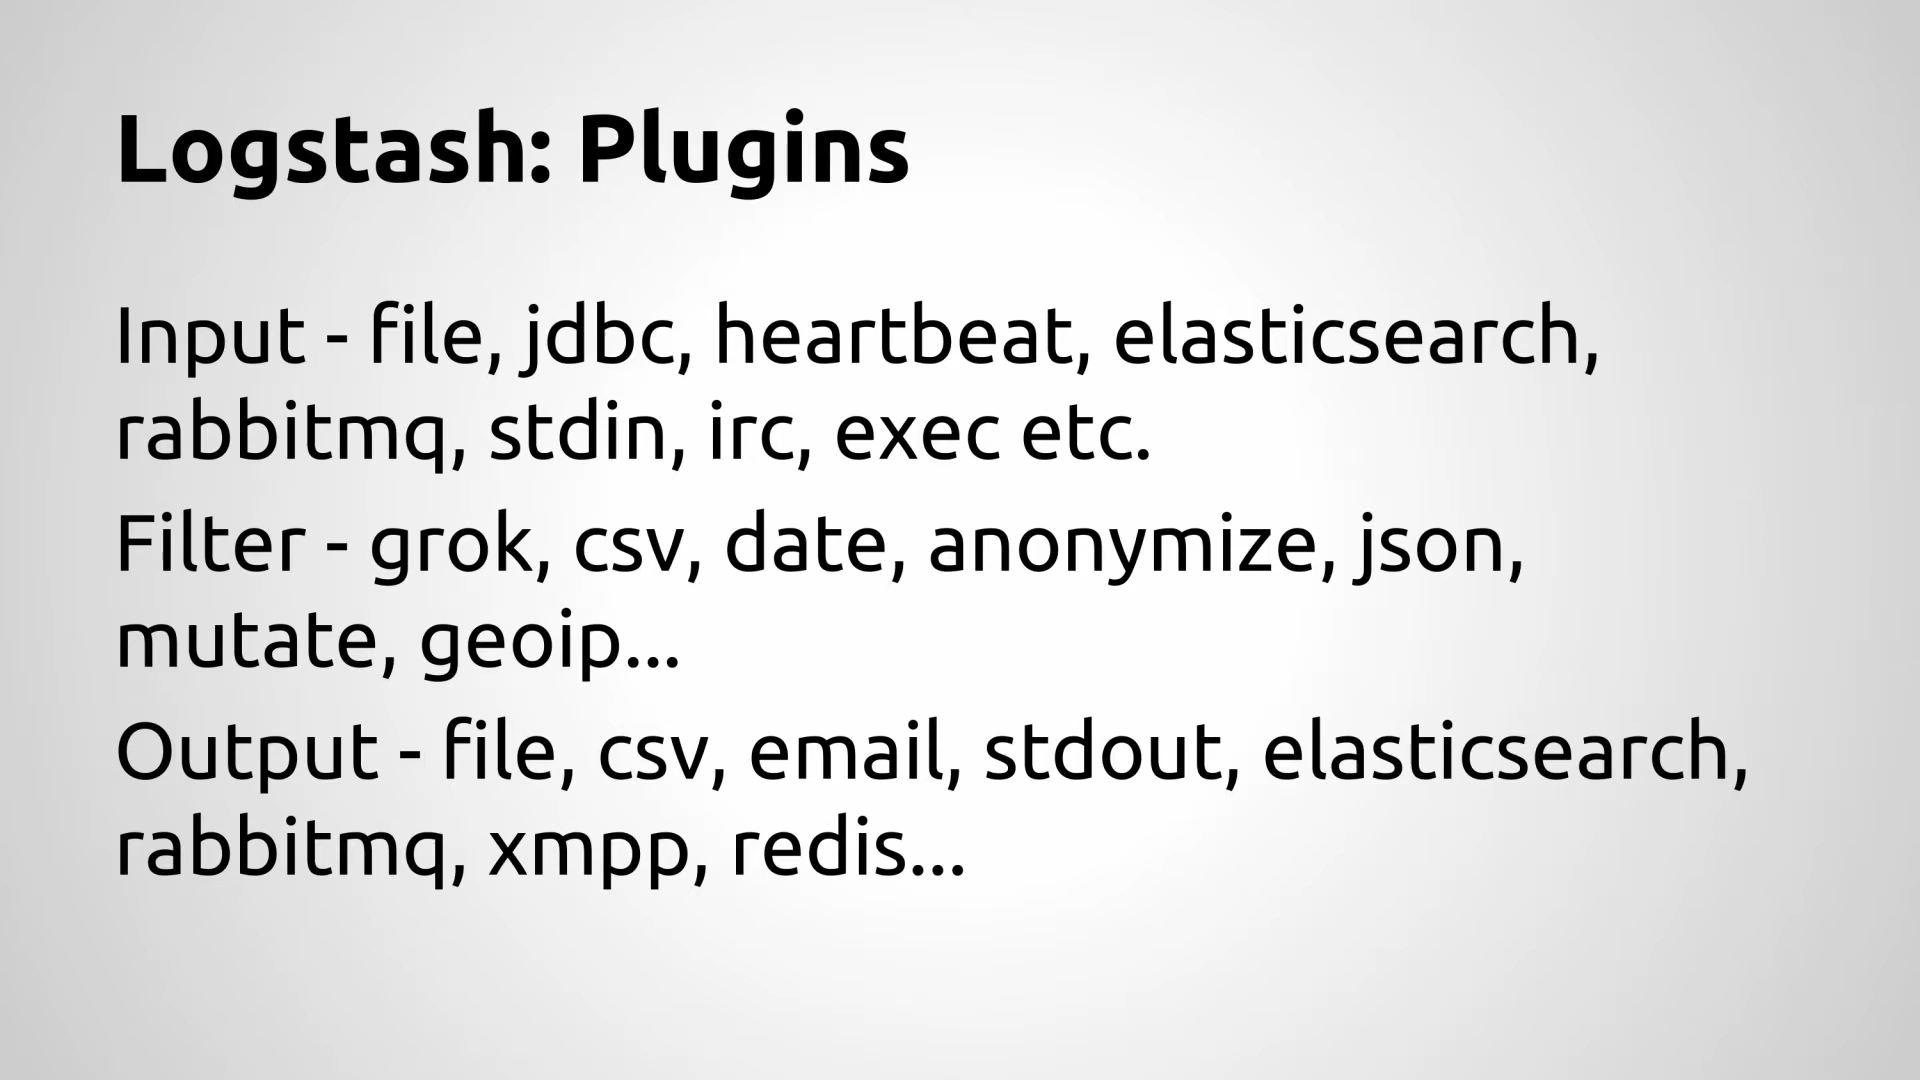 Logstash: Plugins
Input - file, jdbc, heartbeat, elasticsearch,
rabbitmq, stdin, irc, exec etc.
Filter - grok, csv, date, anonymize, json,
mutate, geoip...
Output - file, csv, email, stdout, elasticsearch,
rabbitmq, xmpp, redis...